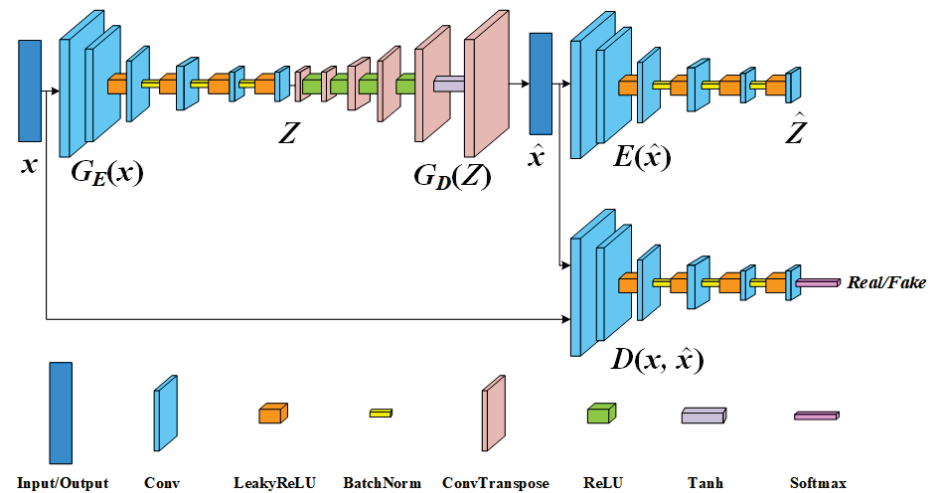 x
G_E(x)
Z
G_D(Z)
x̂
E(x̂)
Ẑ
Real/Fake
D(x, x̂)
Input/Output
Conv
LeakyReLU
BatchNorm
ConvTranspose
ReLU
Tanh
Softmax